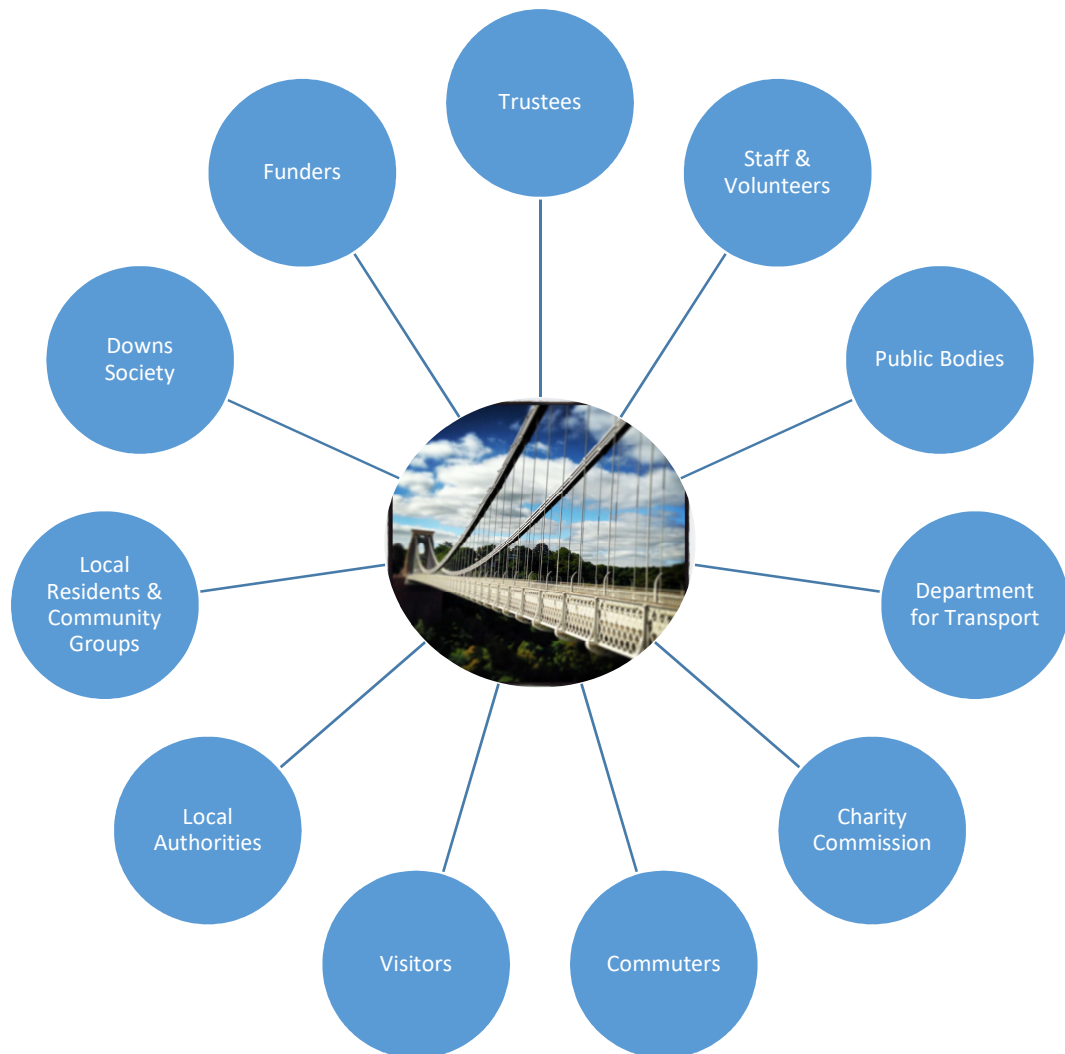 Trustees
Staff &
Volunteers
Public Bodies
Department
for Transport
Charity
Commission
Commuters
Visitors
Local
Authorities
Local
Residents &
Community
Groups
Downs
Society
Funders